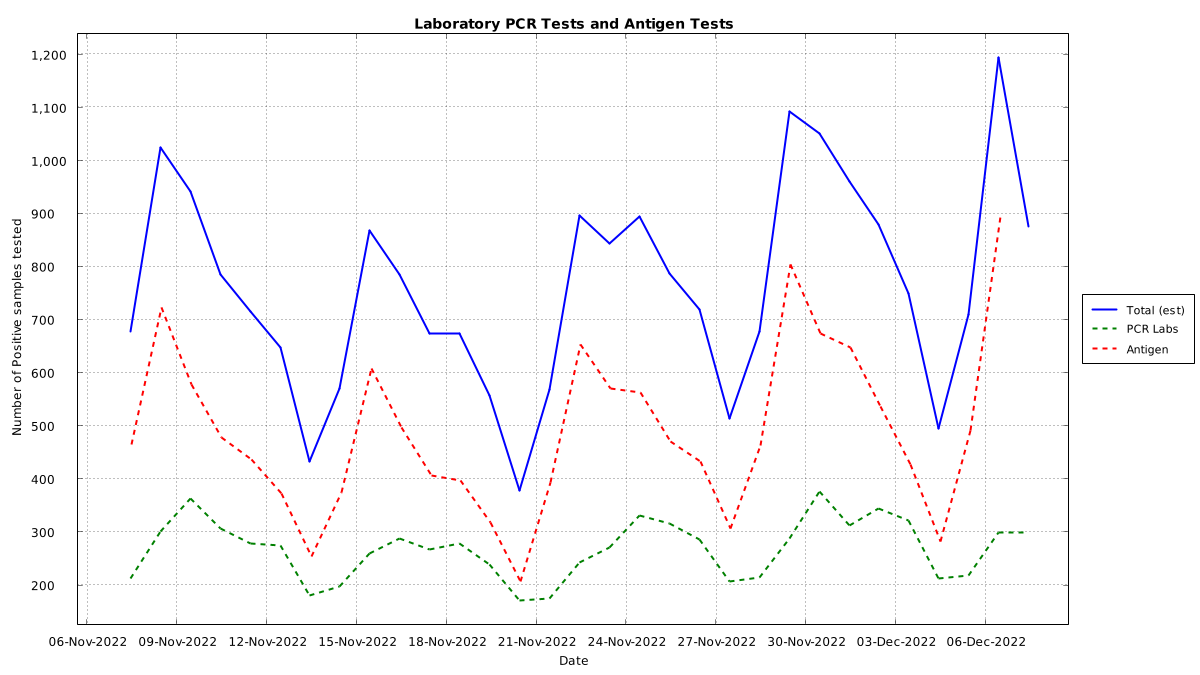 Laboratory PCR Tests and Antigen Tests
1,200
1,100
1,000
900
800
700
600
500
400
300
200
Number of Positive samples tested
06-Nov-2022 09-Nov-2022 12-Nov-2022 15-Nov-2022 18-Nov-2022 21-Nov-2022 24-Nov-2022 27-Nov-2022 30-Nov-2022 03-Dec-2022 06-Dec-2022
Date
Total (est)
PCR Labs
Antigen